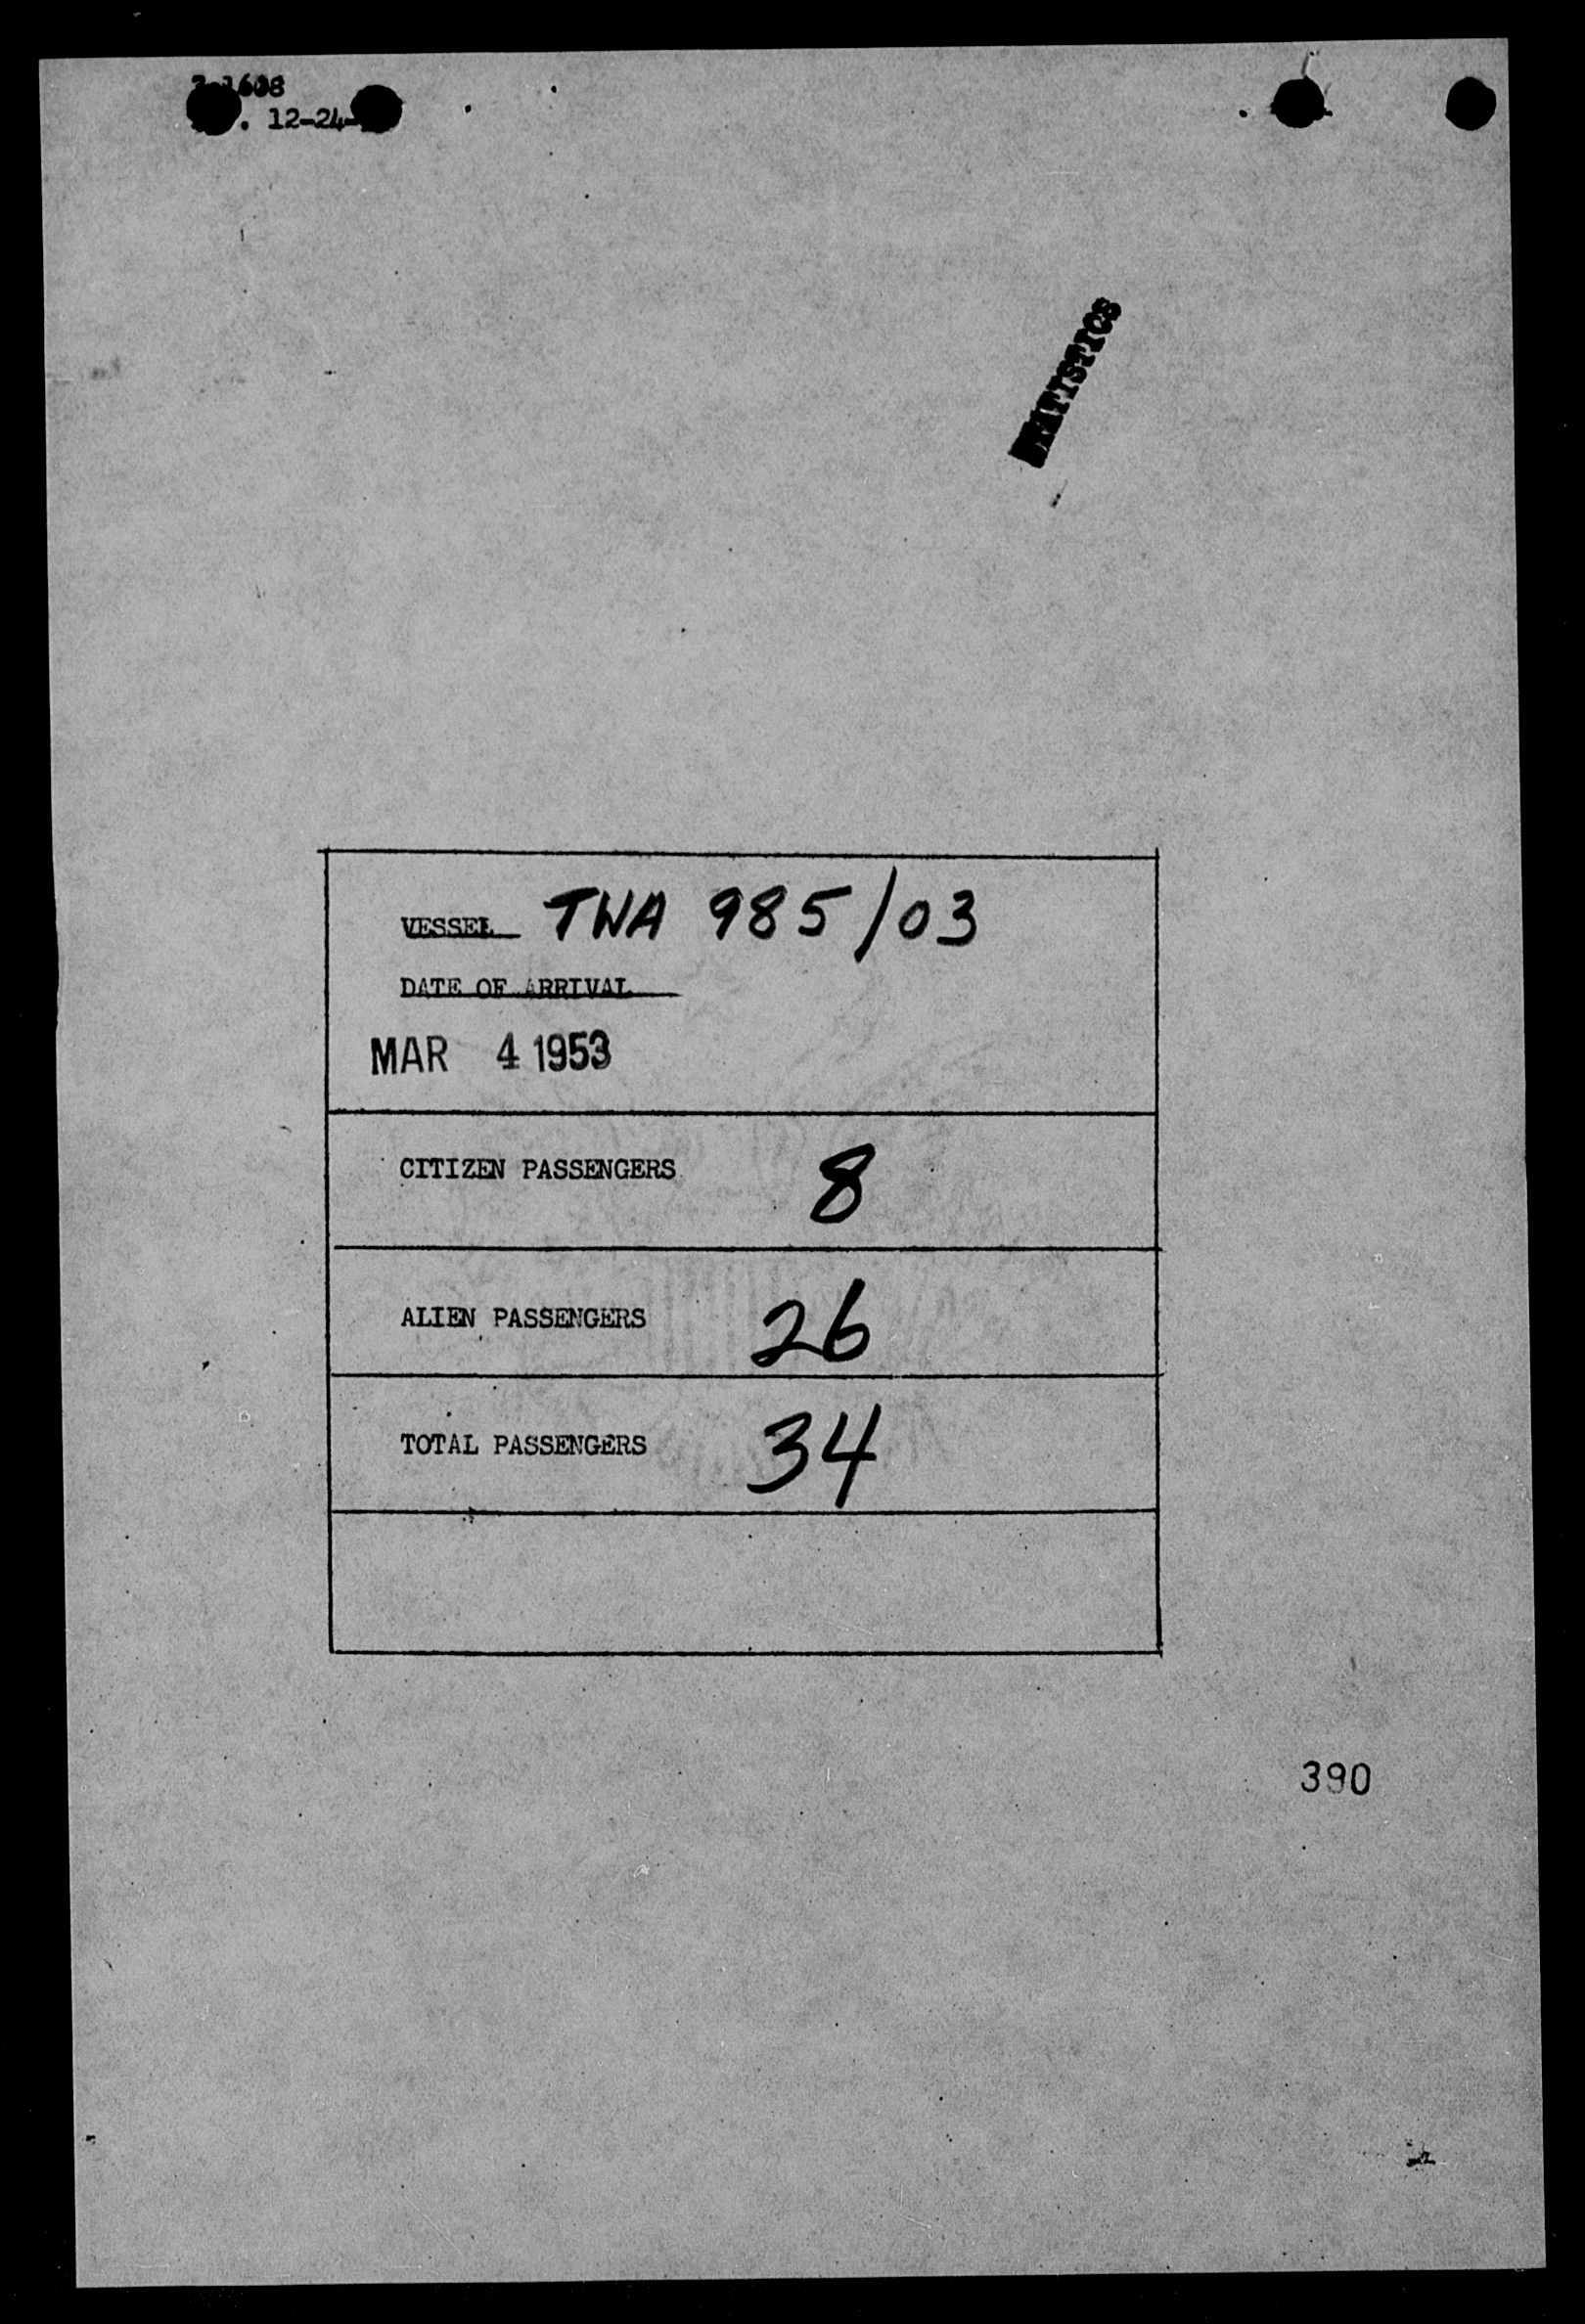 1608
12-24-
STATISTICS
VESSEL TWA 985/03
DATE OF ARRIVAL
MAR 4 1953
CITIZEN PASSENGERS 8
ALIEN PASSENGERS 26
TOTAL PASSENGERS 34
390